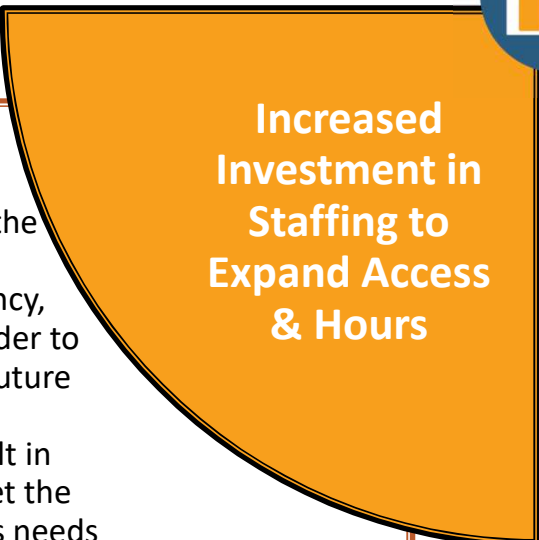 Increased
Investment in
Staffing to
Expand Access
& Hours
the
ncy,
der to
uture
lt in
et the
s needs